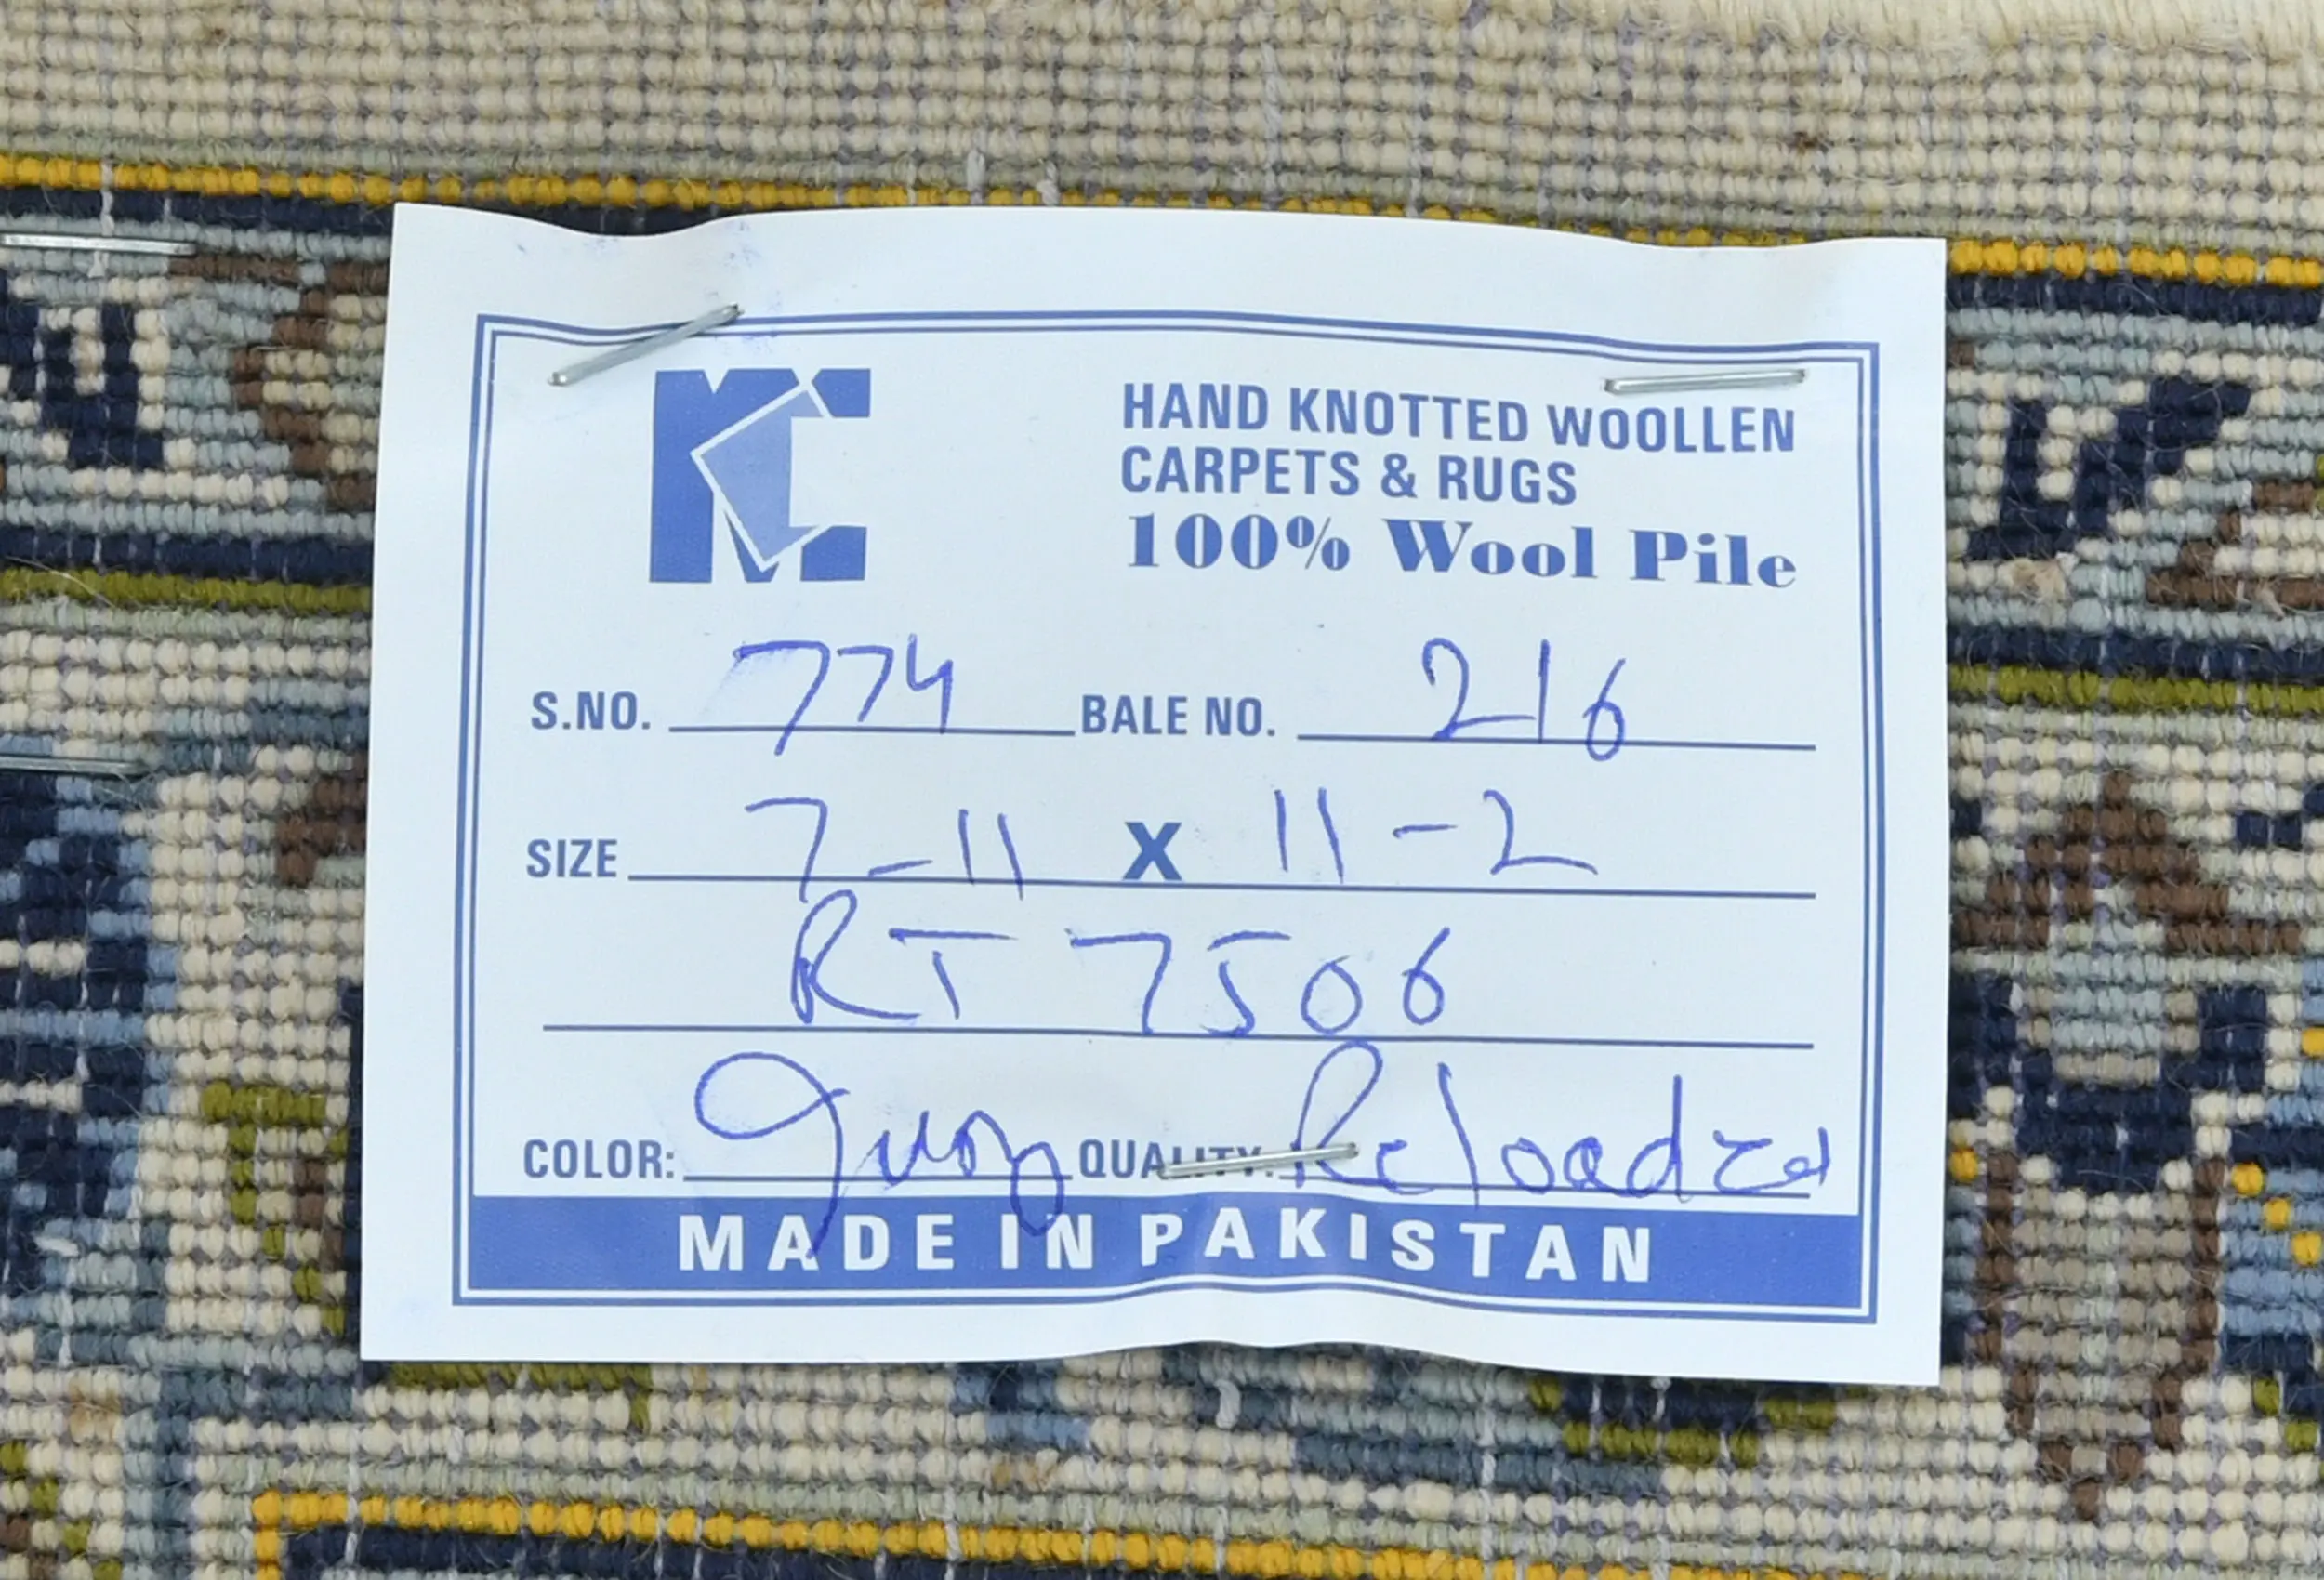 MC
HAND KNOTTED WOOLLEN
CARPETS & RUGS
100% Wool Pile
S.NO. 774 BALE NO. 216
SIZE 7-11 X 11-2
RT 7506
COLOR: QUALITY: Reloaded
MADE IN PAKISTAN